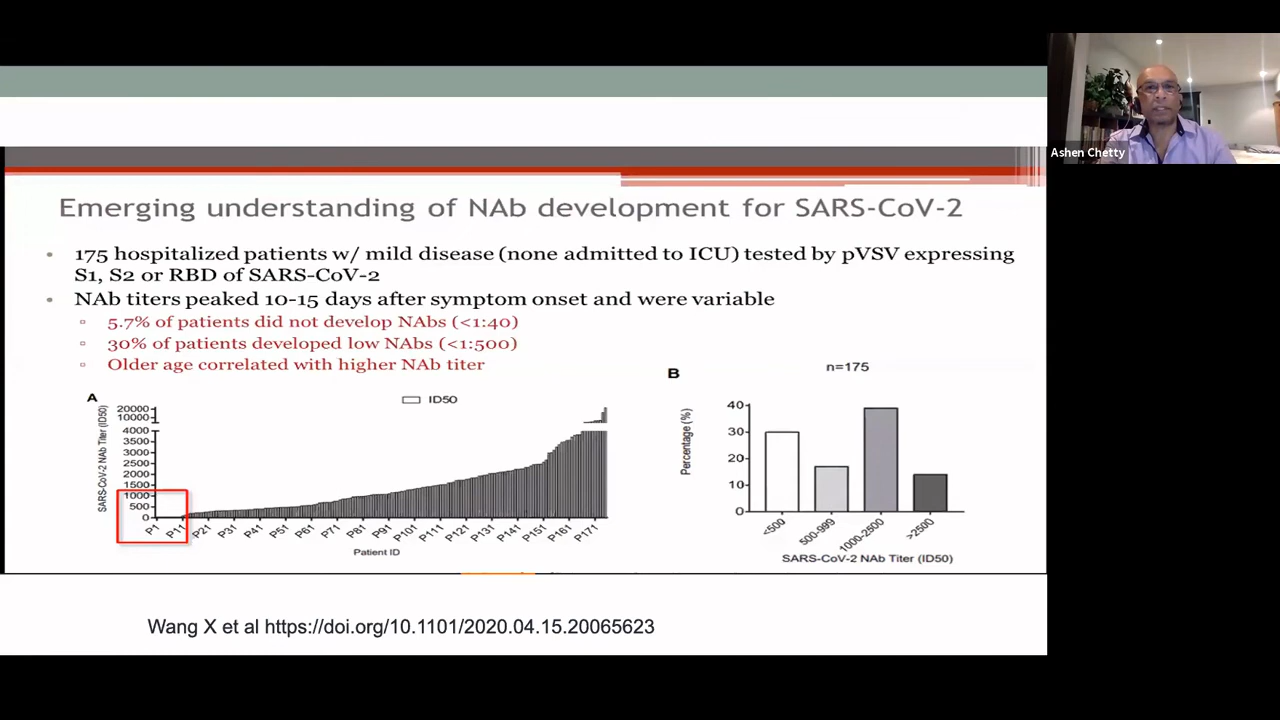 Ashen Chetty
Emerging understanding of NAb development for SARS-CoV-2
• 175 hospitalized patients w/ mild disease (none admitted to ICU) tested by pVSV expressing
S1, S2 or RBD of SARS-CoV-2
• NAb titers peaked 10-15 days after symptom onset and were variable
▫ 5.7% of patients did not develop NAbs (<1:40)
▫ 30% of patients developed low NAbs (<1:500)
▫ Older age correlated with higher NAb titer
A
ID50
SARS-CoV-2 NAb Titer (ID50)
20000
10000
4000
3500
3000
2500
2000
1500
1000
500
0
P1 P11 P21 P31 P41 P51 P61 P71 P81 P91 P101 P111 P121 P131 P141 P151 P161 P171
Patient ID
B
n=175
Percentage (%)
40
30
20
10
0
<500 500-999 1000-2500 >2500
SARS-CoV-2 NAb Titer (ID50)
Wang X et al https://doi.org/10.1101/2020.04.15.20065623